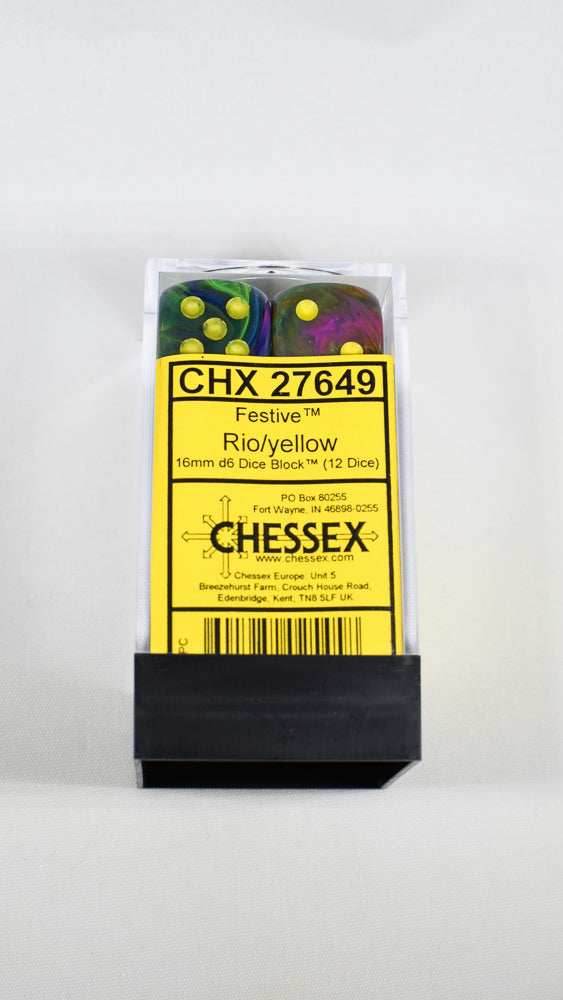 CHX 27649
Festive™
Rio/yellow
16mm d6 Dice Block™ (12 Dice)
PO Box 80255
Fort Wayne, IN 46898-0255
CHESSEX
www.chessex.com
Chessex Europe, Unit 5
Breezehurst Farm, Crouch House Road,
Edenbridge, Kent, TN8 5LF UK
PC